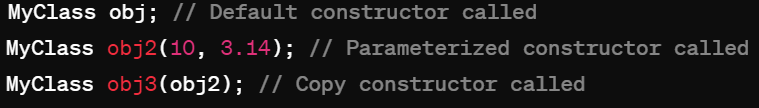 MyClass obj; // Default constructor called
MyClass obj2(10, 3.14); // Parameterized constructor called
MyClass obj3(obj2); // Copy constructor called